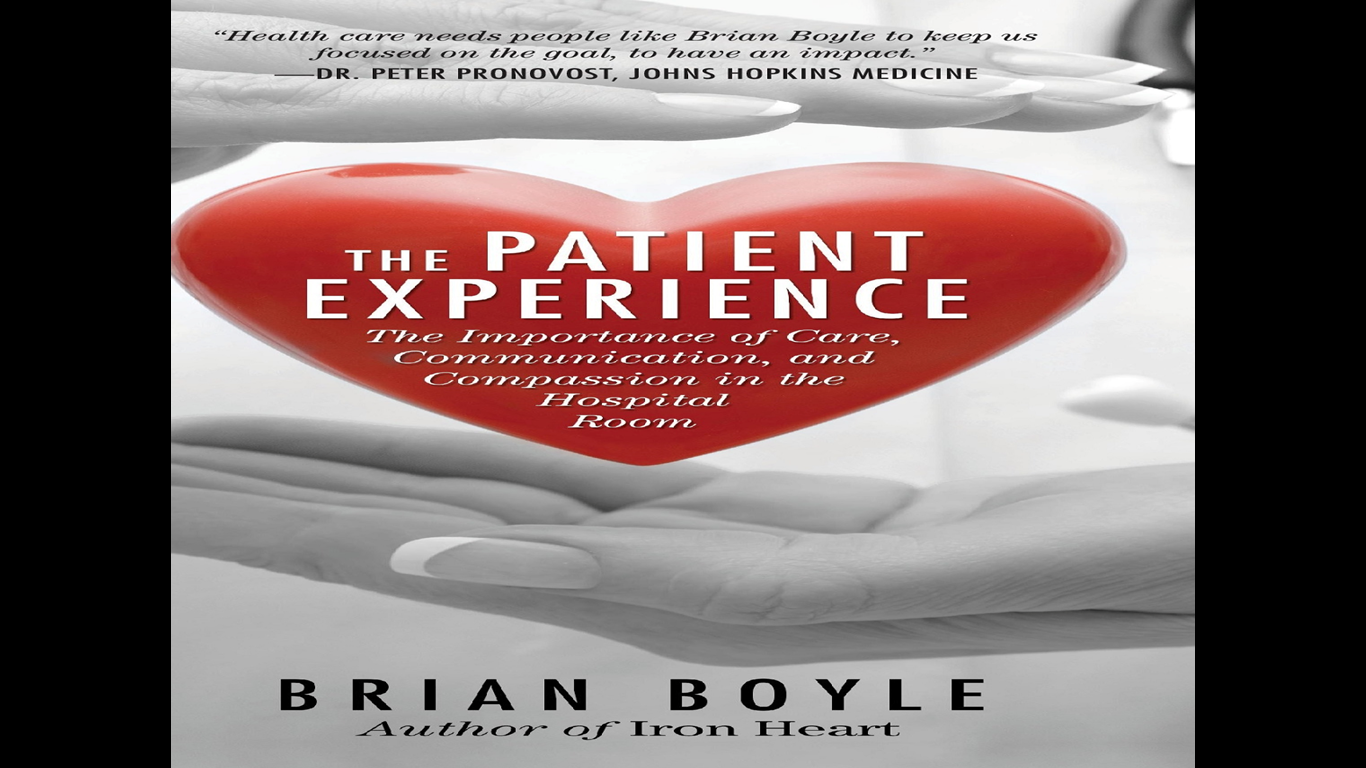 “Health care needs people like Brian Boyle to keep us
focused on the goal, to have an impact.”
—DR. PETER PRONOVOST, JOHNS HOPKINS MEDICINE
THE PATIENT
EXPERIENCE
The Importance of Care,
Communication, and
Compassion in the
Hospital
Room
BRIAN BOYLE
Author of Iron Heart